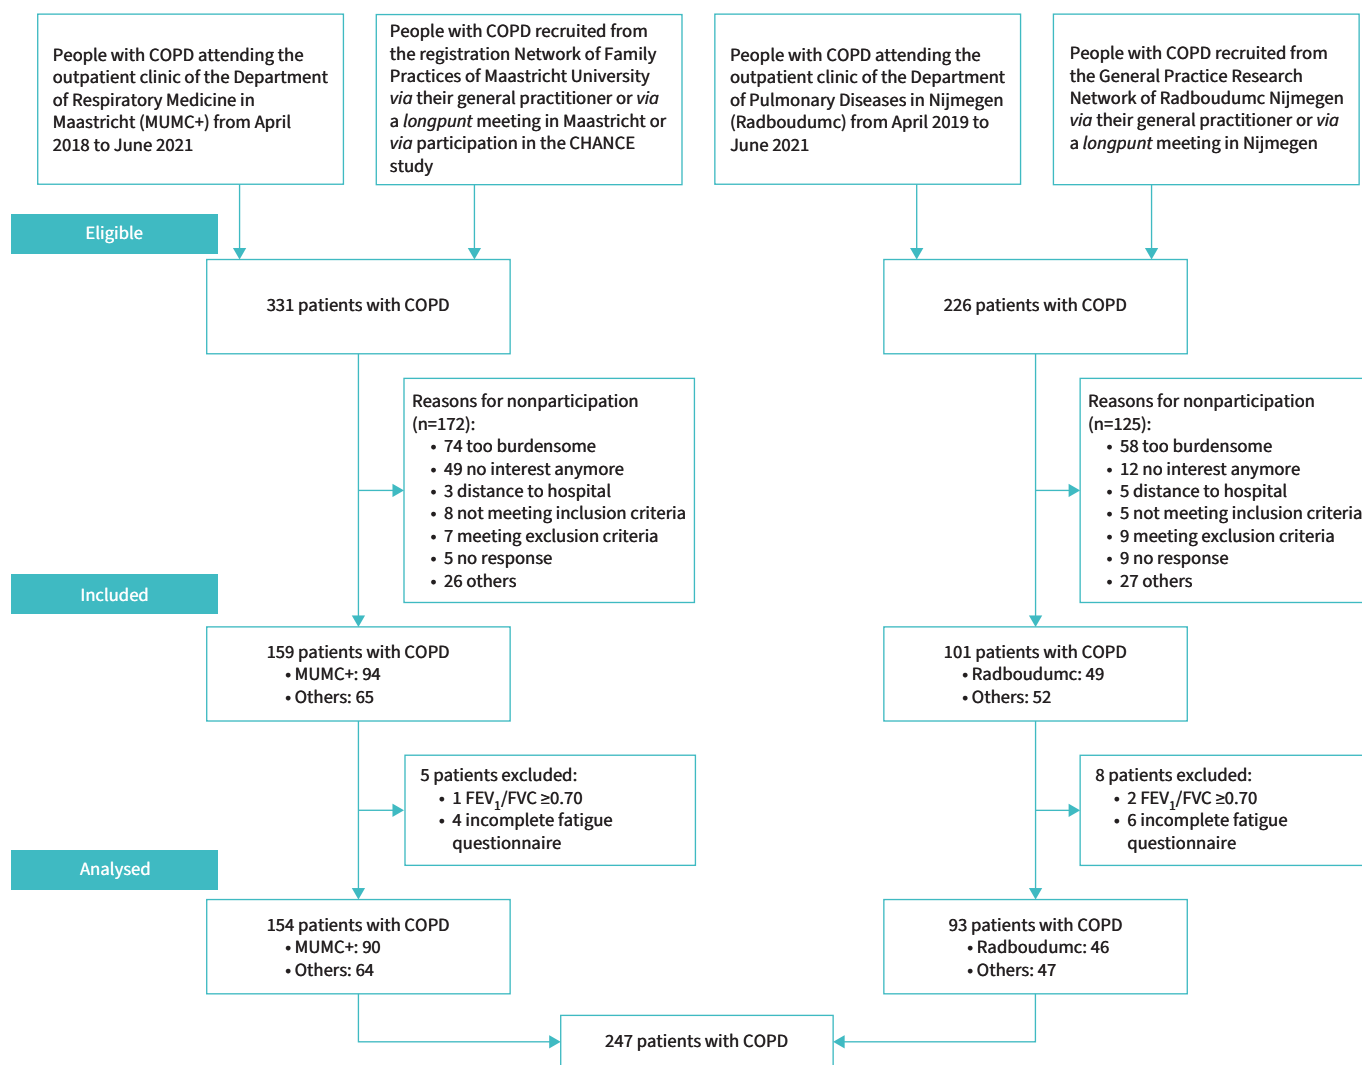 People with COPD attending the
outpatient clinic of the Department
of Respiratory Medicine in
Maastricht (MUMC+) from April
2018 to June 2021
People with COPD recruited from
the registration Network of Family
Practices of Maastricht University
via their general practitioner or via
a longpunt meeting in Maastricht or
via participation in the CHANCE
study
People with COPD attending the
outpatient clinic of the Department
of Pulmonary Diseases in Nijmegen
(Radboudumc) from April 2019 to
June 2021
People with COPD recruited from
the General Practice Research
Network of Radboudumc Nijmegen
via their general practitioner or via
a longpunt meeting in Nijmegen
Eligible
331 patients with COPD
226 patients with COPD
Reasons for nonparticipation
(n=172):
• 74 too burdensome
• 49 no interest anymore
• 3 distance to hospital
• 8 not meeting inclusion criteria
• 7 meeting exclusion criteria
• 5 no response
• 26 others
Reasons for nonparticipation
(n=125):
• 58 too burdensome
• 12 no interest anymore
• 5 distance to hospital
• 5 not meeting inclusion criteria
• 9 meeting exclusion criteria
• 9 no response
• 27 others
Included
159 patients with COPD
• MUMC+: 94
• Others: 65
101 patients with COPD
• Radboudumc: 49
• Others: 52
5 patients excluded:
• 1 FEV₁/FVC ≥0.70
• 4 incomplete fatigue
questionnaire
8 patients excluded:
• 2 FEV₁/FVC ≥0.70
• 6 incomplete fatigue
questionnaire
Analysed
154 patients with COPD
• MUMC+: 90
• Others: 64
93 patients with COPD
• Radboudumc: 46
• Others: 47
247 patients with COPD